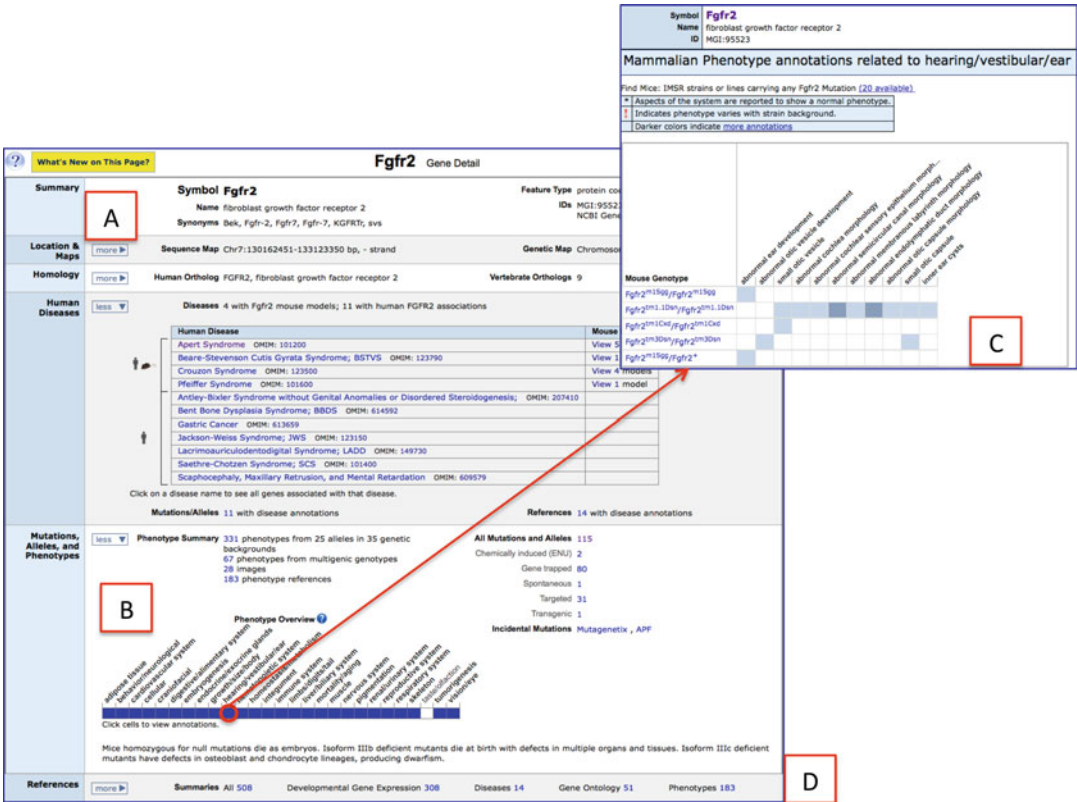 Symbol Fgfr2
Name fibroblast growth factor receptor 2
ID MGI:95523
Mammalian Phenotype annotations related to hearing/vestibular/ear
Find Mice: IMSR strains or lines carrying any Fgfr2 Mutation (20 available)
* Aspects of the system are reported to show a normal phenotype.
! Indicates phenotype varies with strain background.
Darker colors indicate more annotations
abnormal ear development
abnormal otic vesicle development
small otic vesicle
abnormal cochlea morphology
abnormal cochlear sensory epithelium morph...
abnormal semicircular canal morphology
abnormal membranous labyrinth morphology
abnormal endolymphatic duct morphology
abnormal otic capsule morphology
small otic capsule
inner ear cysts
Mouse Genotype
Fgfr2m1Sgg/Fgfr2m1Sgg
Fgfr2tm1.1Dsn/Fgfr2tm1.1Dsn
Fgfr2tm1Cxd/Fgfr2tm1Cxd
Fgfr2tm3Dsn/Fgfr2tm3Dsn
Fgfr2m1Sgg/Fgfr2+
C
? What's New on This Page? Fgfr2 Gene Detail
Summary
A
Symbol Fgfr2 Feature Type protein co
Name fibroblast growth factor receptor 2 IDs MGI:9552
Synonyms Bek, Fgfr-2, Fgfr7, Fgfr-7, KGFRTr, svs NCBI Gene
Location & Maps more Sequence Map Chr7:130162451-133123350 bp, - strand Genetic Map Chromoso
Homology more Human Ortholog FGFR2, fibroblast growth factor receptor 2 Vertebrate Orthologs 9
Human Diseases less Diseases 4 with Fgfr2 mouse models; 11 with human FGFR2 associations
Human Disease Mouse
Apert Syndrome OMIM: 101200 View 5
Beare-Stevenson Cutis Gyrata Syndrome; BSTVS OMIM: 123790 View 1
Crouzon Syndrome OMIM: 123500 View 4 models
Pfeiffer Syndrome OMIM: 101600 View 1 model
Antley-Bixler Syndrome without Genital Anomalies or Disordered Steroidogenesis; OMIM: 207410
Bent Bone Dysplasia Syndrome; BBDS OMIM: 614592
Gastric Cancer OMIM: 613659
Jackson-Weiss Syndrome; JWS OMIM: 123150
Lacrimoauriculodentodigital Syndrome; LADD OMIM: 149730
Saethre-Chotzen Syndrome; SCS OMIM: 101400
Scaphocephaly, Maxillary Retrusion, and Mental Retardation OMIM: 609579
Click on a disease name to see all genes associated with that disease.
Mutations/Alleles 11 with disease annotations References 14 with disease annotations
Mutations, Alleles, and Phenotypes less
Phenotype Summary 331 phenotypes from 25 alleles in 35 genetic
backgrounds
67 phenotypes from multigenic genotypes
28 images
183 phenotype references
All Mutations and Alleles 115
Chemically induced (ENU) 2
Gene trapped 80
Spontaneous 1
Targeted 31
Transgenic 1
Incidental Mutations Mutagenetix , APF
B
Phenotype Overview ?
adipose tissue
behavior/neurological
cardiovascular system
cellular
craniofacial
digestive/alimentary system
embryogenesis
endocrine/exocrine glands
growth/size/body
hearing/vestibular/ear
hematopoietic system
homeostasis/metabolism
integument
immune system
limbs/digits/tail
liver/biliary system
mortality/aging
muscle
nervous system
pigmentation
renal/urinary system
reproductive system
respiratory system
skeleton
taste/olfaction
tumorigenesis
vision/eye
Click cells to view annotations.
Mice homozygous for null mutations die as embryos. Isoform IIIb deficient mutants die at birth with defects in multiple organs and tissues. Isoform IIIc deficient
mutants have defects in osteoblast and chondrocyte lineages, producing dwarfism.
References more Summaries All 508 Developmental Gene Expression 308 Diseases 14 Gene Ontology 51 Phenotypes 183
D